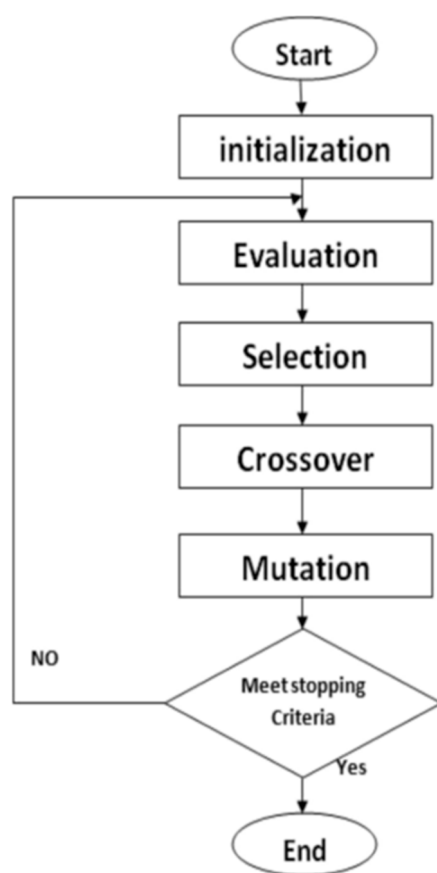 Start
initialization
Evaluation
Selection
Crossover
Mutation
NO
Meet stopping
Criteria
Yes
End